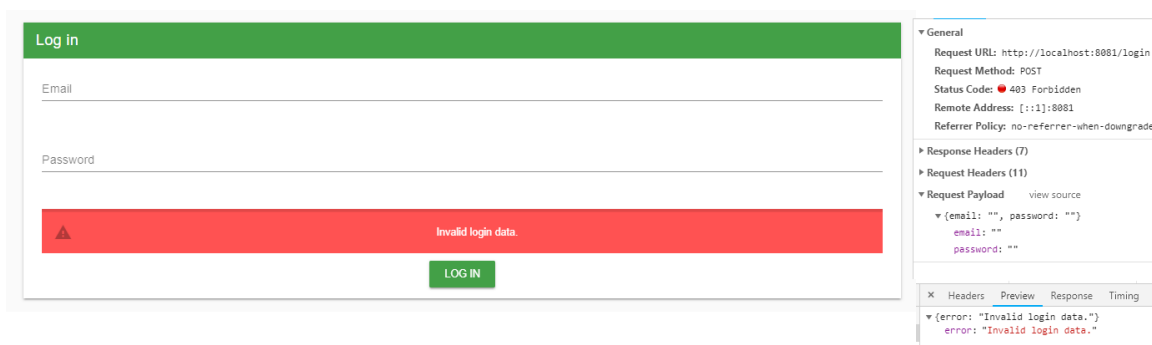 Log in
Email
Password
Invalid login data.
LOG IN
▼ General
Request URL: http://localhost:8081/login
Request Method: POST
Status Code: 403 Forbidden
Remote Address: [::1]:8081
Referrer Policy: no-referrer-when-downgrade
▶ Response Headers (7)
▶ Request Headers (11)
▼ Request Payload view source
▼ {email: "", password: ""}
email: ""
password: ""
× Headers Preview Response Timing
▼ {error: "Invalid login data."}
error: "Invalid login data."